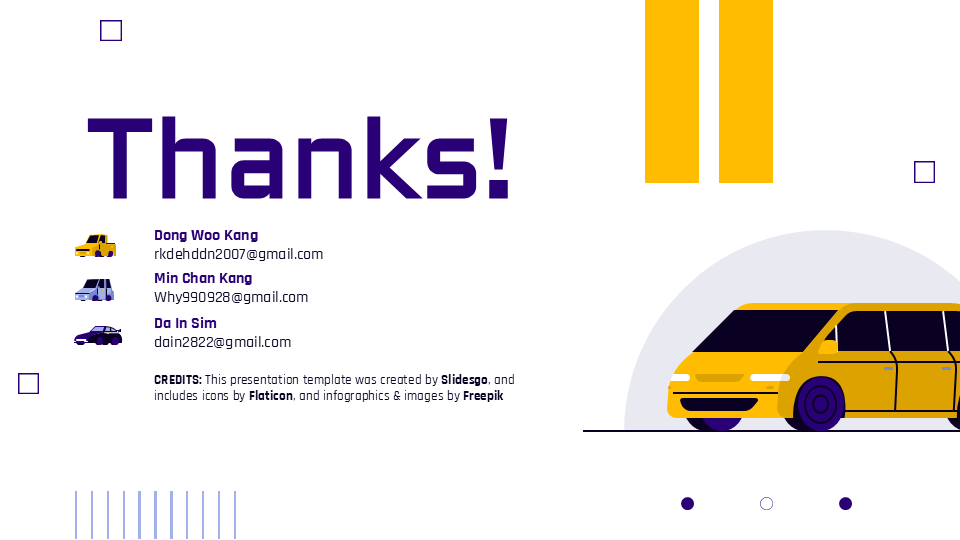 Thanks!
Dong Woo Kang
rkdehddn2007@gmail.com
Min Chan Kang
Why990928@gmail.com
Da In Sim
dain2822@gmail.com
CREDITS: This presentation template was created by Slidesgo, and
includes icons by Flaticon, and infographics & images by Freepik